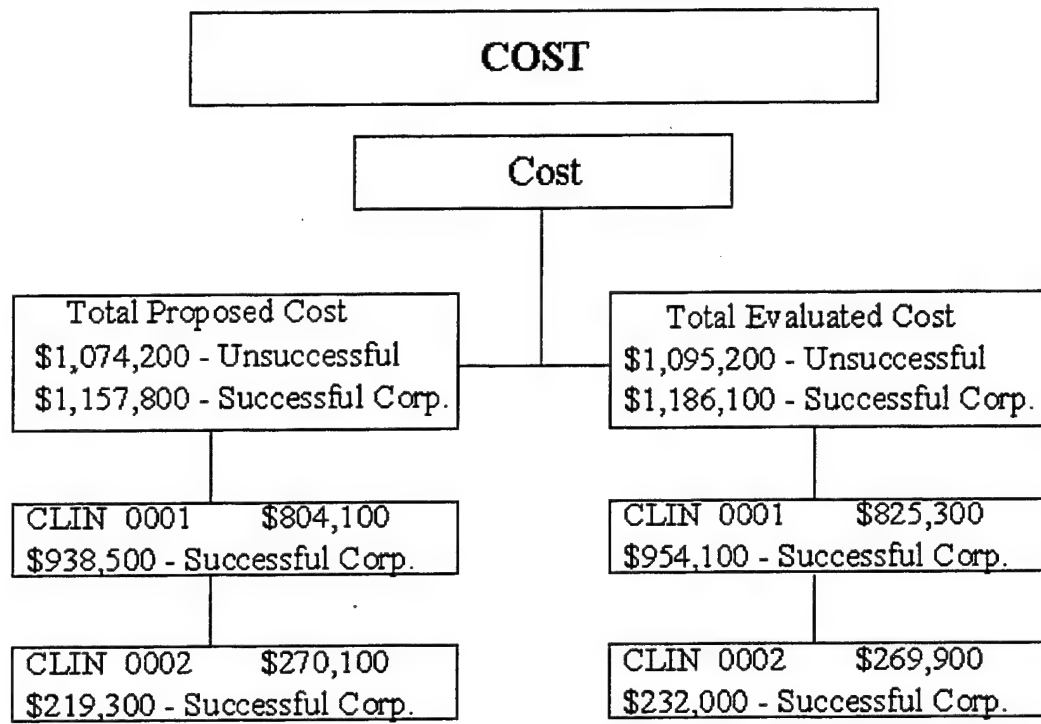 COST
Cost
Total Proposed Cost
$1,074,200 - Unsuccessful
$1,157,800 - Successful Corp.
Total Evaluated Cost
$1,095,200 - Unsuccessful
$1,186,100 - Successful Corp.
CLIN 0001 $804,100
$938,500 - Successful Corp.
CLIN 0001 $825,300
$954,100 - Successful Corp.
CLIN 0002 $270,100
$219,300 - Successful Corp.
CLIN 0002 $269,900
$232,000 - Successful Corp.